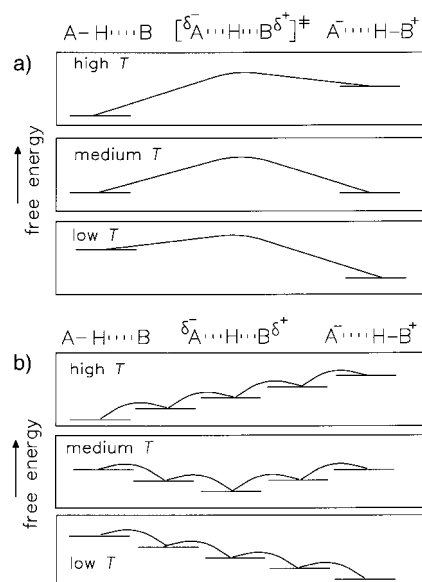 A–H····B [δ⁻A····H····Bδ⁺]‡ A⁻····H–B⁺
a)
high T
medium T
low T
free energy
A–H····B δ⁻A····H····Bδ⁺ A⁻····H–B⁺
b)
high T
medium T
low T
free energy